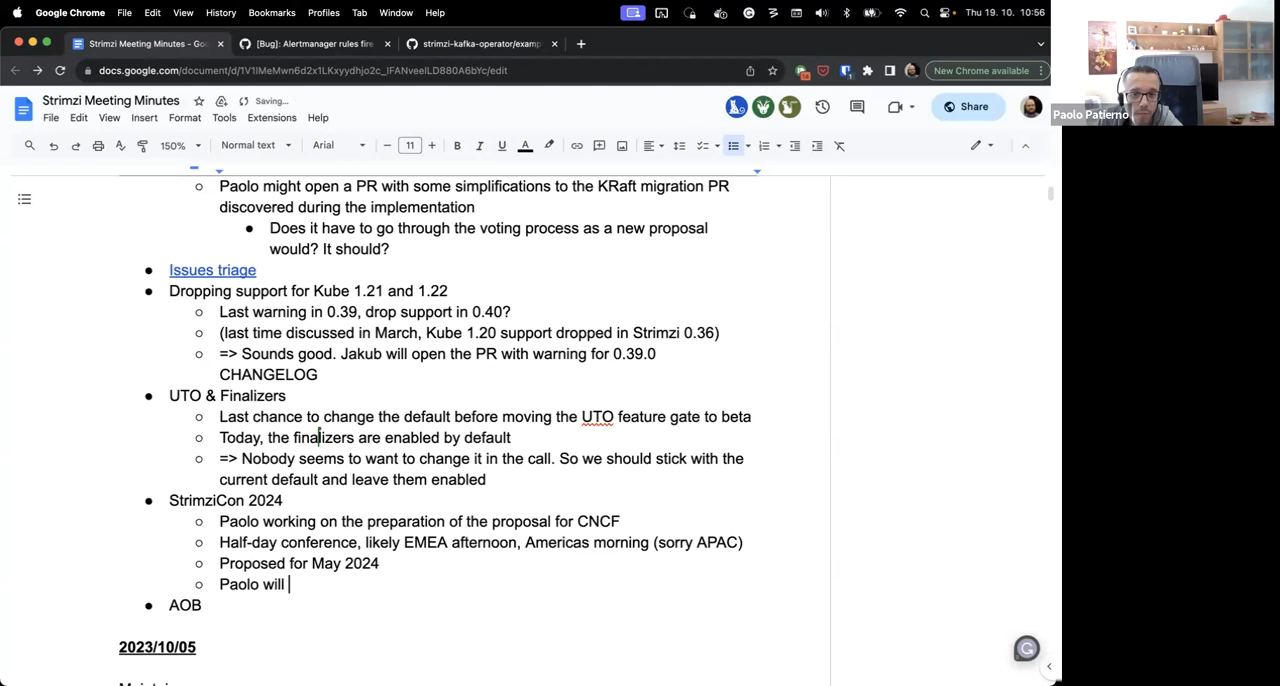 Google Chrome File Edit View History Bookmarks Profiles Tab Window Help Thu 19. 10. 10:56
Strimzi Meeting Minutes - Goo [Bug]: Alertmanager rules fire strimzi-kafka-operator/examp
docs.google.com/document/d/1V1lMeMwn6d2x1LKxyydhjo2c_IFANveelLD880A6bYc/edit New Chrome available
Strimzi Meeting Minutes Saving...
File Edit View Insert Format Tools Extensions Help Share
150% Normal text Arial 11
Paolo Patierno
Paolo might open a PR with some simplifications to the KRaft migration PR
discovered during the implementation
Does it have to go through the voting process as a new proposal
would? It should?
Issues triage
Dropping support for Kube 1.21 and 1.22
Last warning in 0.39, drop support in 0.40?
(last time discussed in March, Kube 1.20 support dropped in Strimzi 0.36)
=> Sounds good. Jakub will open the PR with warning for 0.39.0
CHANGELOG
UTO & Finalizers
Last chance to change the default before moving the UTO feature gate to beta
Today, the finalizers are enabled by default
=> Nobody seems to want to change it in the call. So we should stick with the
current default and leave them enabled
StrimziCon 2024
Paolo working on the preparation of the proposal for CNCF
Half-day conference, likely EMEA afternoon, Americas morning (sorry APAC)
Proposed for May 2024
Paolo will
AOB
2023/10/05